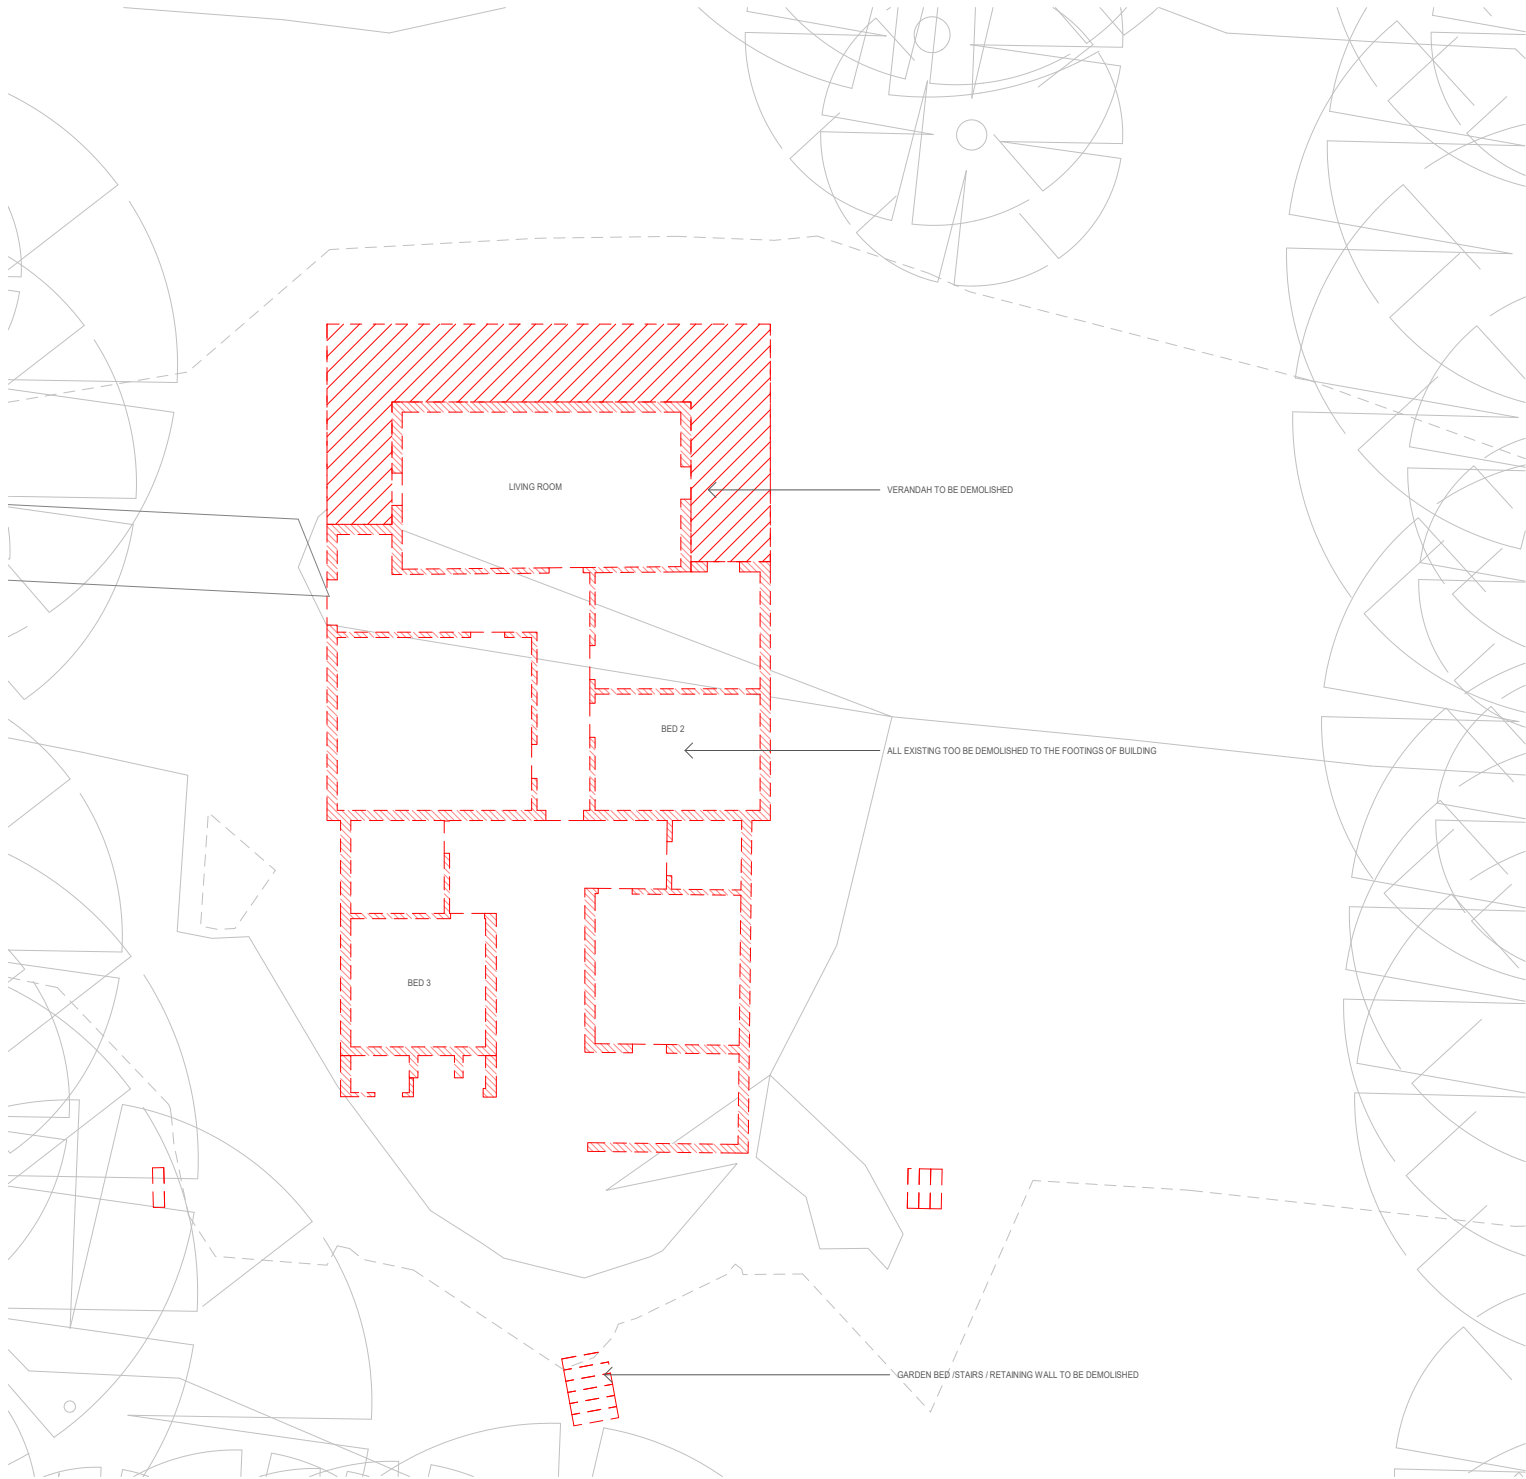 LIVING ROOM
VERANDAH TO BE DEMOLISHED
BED 2
ALL EXISTING TOO BE DEMOLISHED TO THE FOOTINGS OF BUILDING
BED 3
GARDEN BED /STAIRS / RETAINING WALL TO BE DEMOLISHED